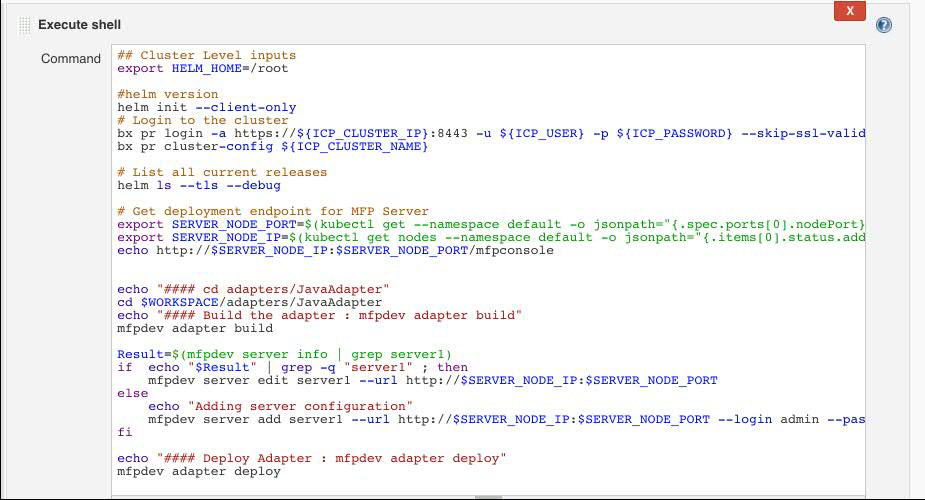 X
Execute shell
?
Command
## Cluster Level inputs
export HELM_HOME=/root
#helm version
helm init --client-only
# Login to the cluster
bx pr login -a https://${ICP_CLUSTER_IP}:8443 -u ${ICP_USER} -p ${ICP_PASSWORD} --skip-ssl-valid
bx pr cluster-config ${ICP_CLUSTER_NAME}
# List all current releases
helm ls --tls --debug
# Get deployment endpoint for MFP Server
export SERVER_NODE_PORT=$(kubectl get --namespace default -o jsonpath="{.spec.ports[0].nodePort}
export SERVER_NODE_IP=$(kubectl get nodes --namespace default -o jsonpath="{.items[0].status.add
echo http://$SERVER_NODE_IP:$SERVER_NODE_PORT/mfpconsole
echo "#### cd adapters/JavaAdapter"
cd $WORKSPACE/adapters/JavaAdapter
echo "#### Build the adapter : mfpdev adapter build"
mfpdev adapter build
Result=$(mfpdev server info | grep server1)
if  echo "$Result" | grep -q "server1" ; then
    mfpdev server edit server1 --url http://$SERVER_NODE_IP:$SERVER_NODE_PORT
else
    echo "Adding server configuration"
    mfpdev server add server1 --url http://$SERVER_NODE_IP:$SERVER_NODE_PORT --login admin --pas
fi
echo "#### Deploy Adapter : mfpdev adapter deploy"
mfpdev adapter deploy